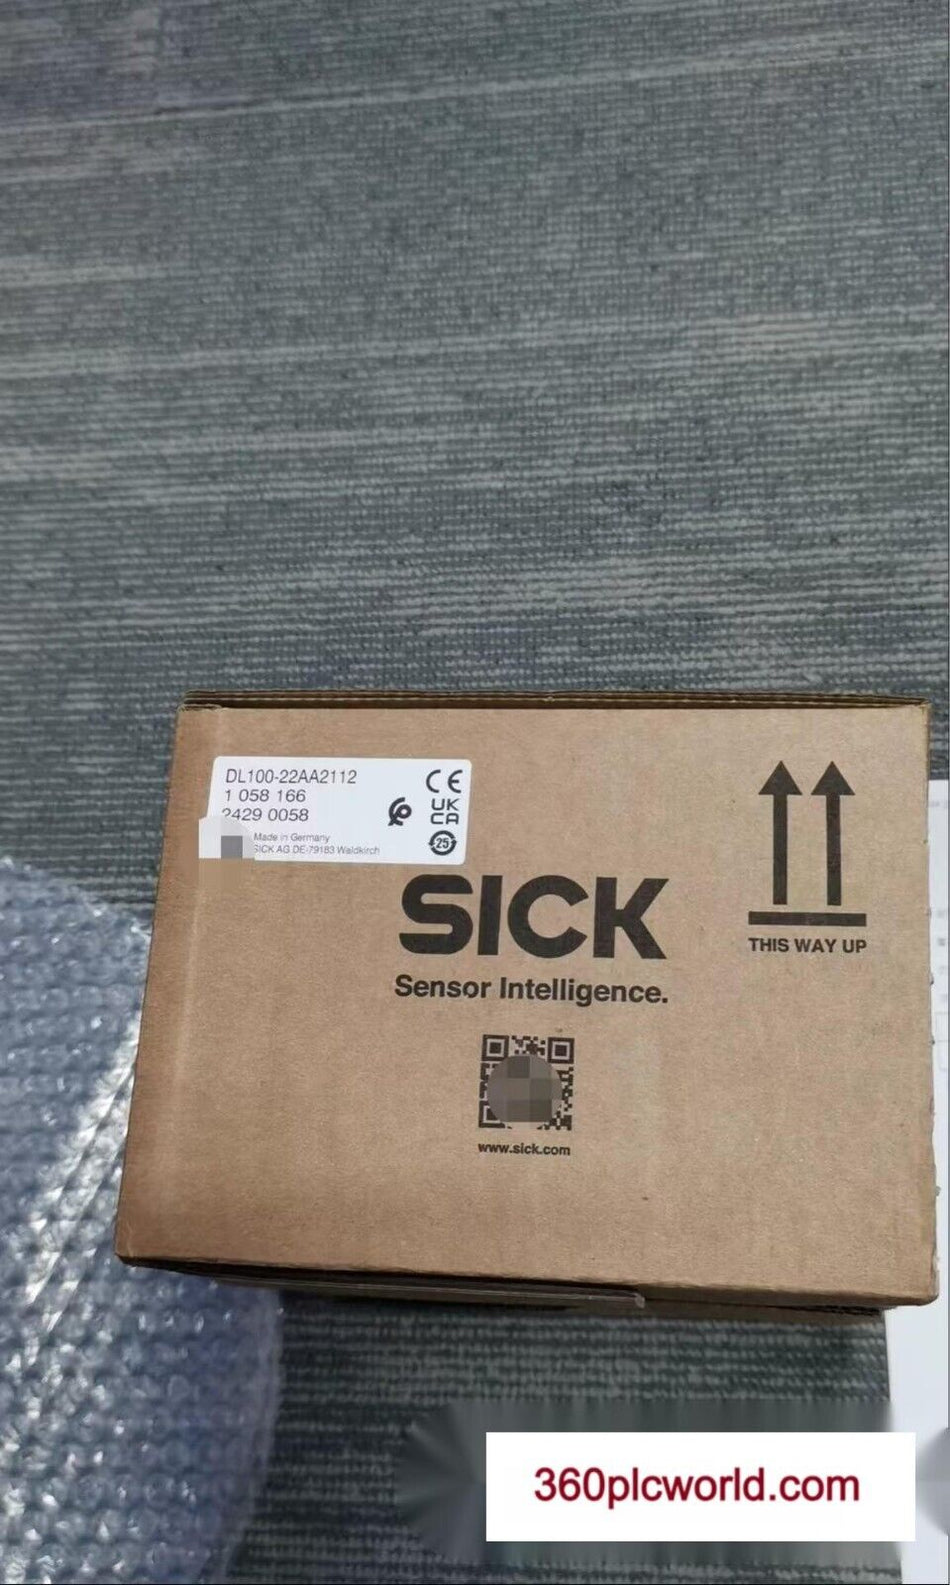 DL100-22AA2112
1 058 166
2429 0058
Made in Germany
SICK AG DE-79183 Waldkirch
CE
UK
CA
25
SICK
Sensor Intelligence.
THIS WAY UP
www.sick.com
360plcworld.com